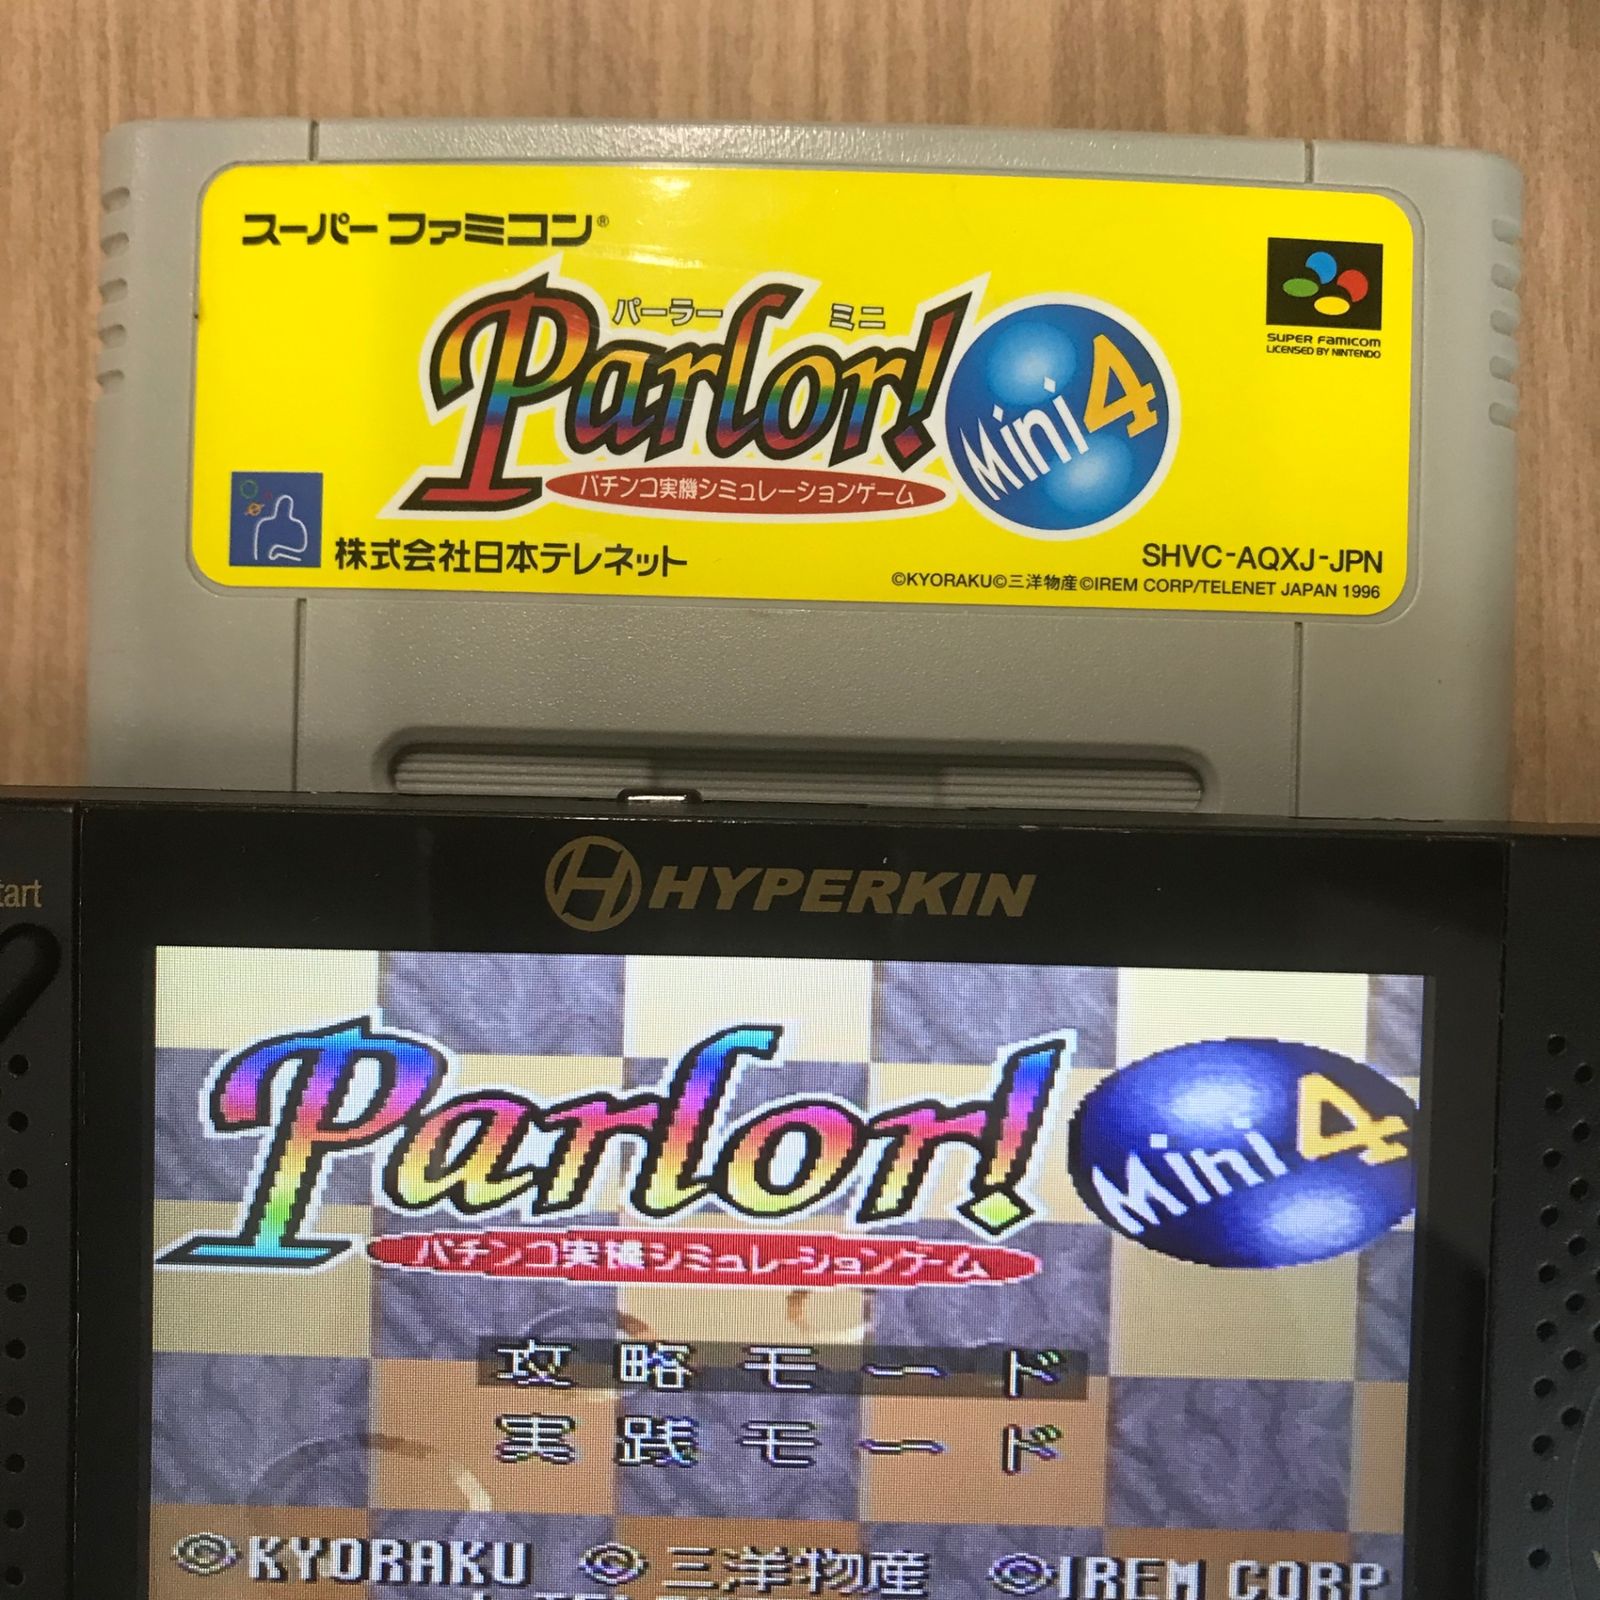 スーパーファミコン®
パーラー ミニ
Parlor! Mini 4
パチンコ実機シミュレーションゲーム
SUPER FAMICOM
LICENSED BY NINTENDO
株式会社日本テレネット
SHVC-AQXJ-JPN
©KYORAKU©三洋物産©IREM CORP/TELENET JAPAN 1996
HYPERKIN
tart
Parlor! Mini 4
パチンコ実機シミュレーションゲーム
攻略モード
実践モード
©KYORAKU ©三洋物産 ©IREM CORP